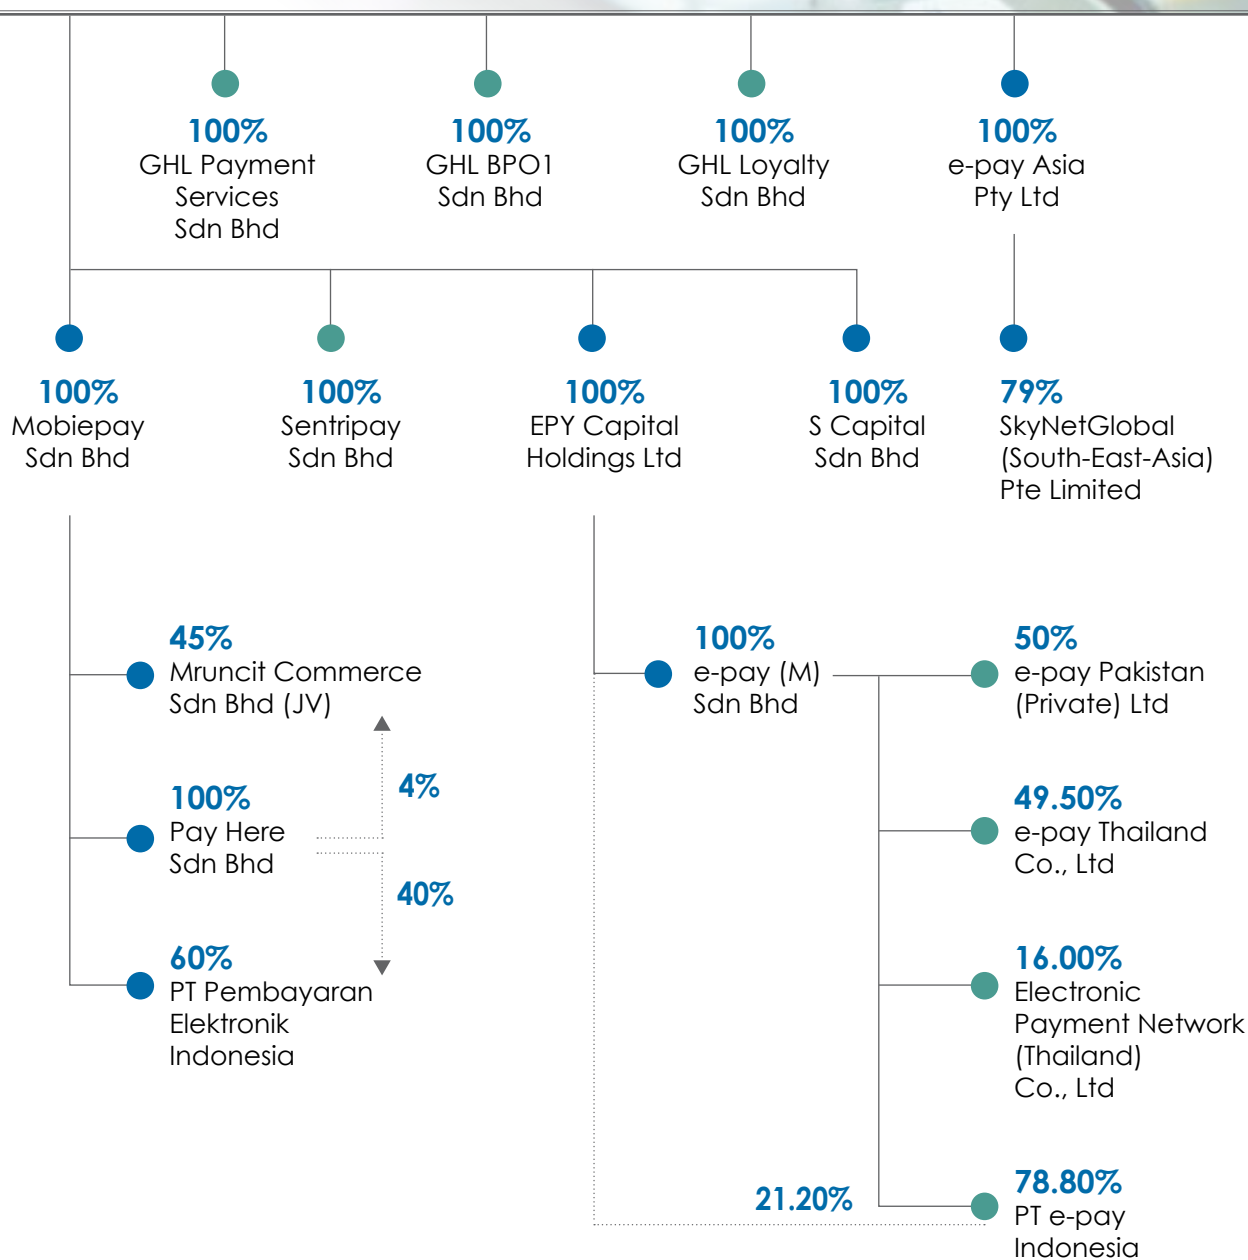 100%
GHL Payment
Services
Sdn Bhd
100%
GHL BPO1
Sdn Bhd
100%
GHL Loyalty
Sdn Bhd
100%
e-pay Asia
Pty Ltd
100%
Mobiepay
Sdn Bhd
100%
Sentripay
Sdn Bhd
100%
EPY Capital
Holdings Ltd
100%
S Capital
Sdn Bhd
79%
SkyNetGlobal
(South-East-Asia)
Pte Limited
45%
Mruncit Commerce
Sdn Bhd (JV)
4%
100%
Pay Here
Sdn Bhd
40%
60%
PT Pembayaran
Elektronik
Indonesia
100%
e-pay (M)
Sdn Bhd
50%
e-pay Pakistan
(Private) Ltd
49.50%
e-pay Thailand
Co., Ltd
16.00%
Electronic
Payment Network
(Thailand)
Co., Ltd
21.20%
78.80%
PT e-pay
Indonesia